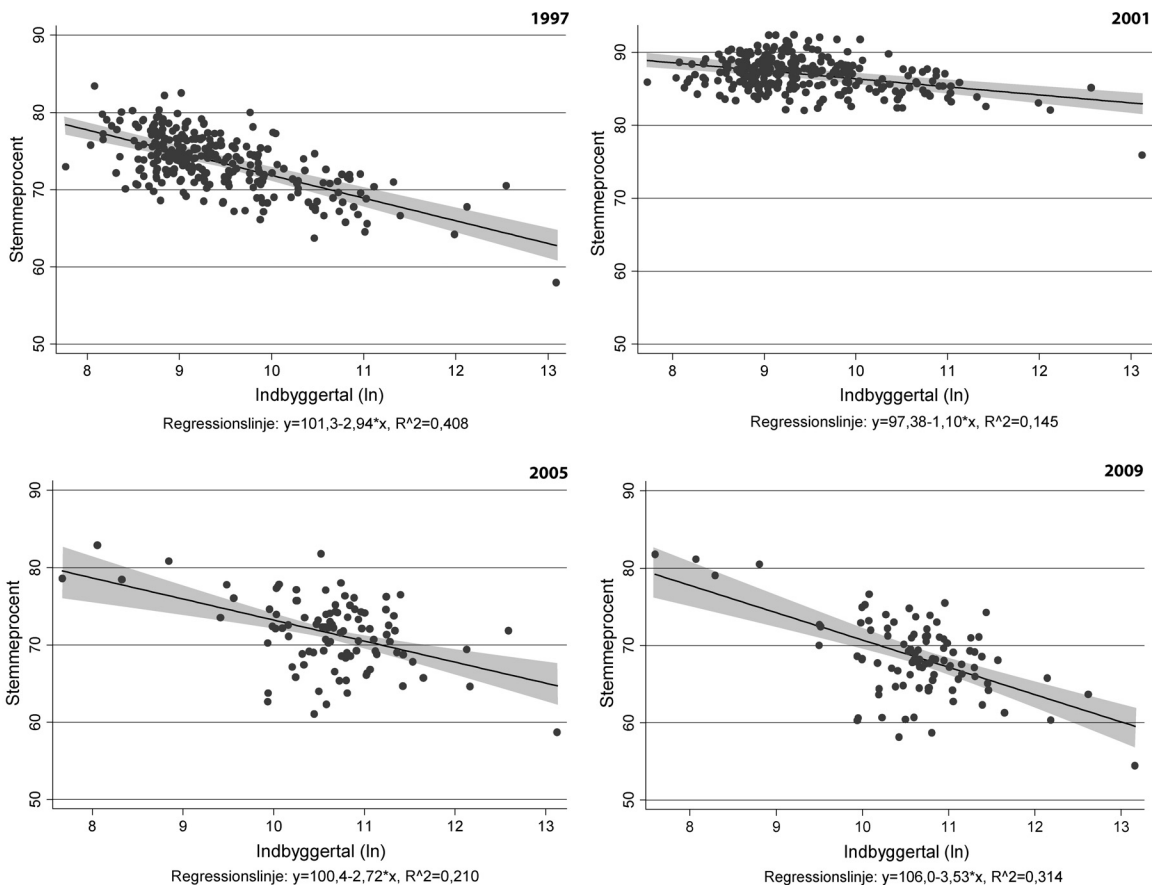 1997
90
80
70
60
50
Stemmeprocent
8 9 10 11 12 13
Indbyggertal (ln)
Regressionslinje: y=101,3-2,94*x, R^2=0,408
2001
90
80
70
60
50
Stemmeprocent
8 9 10 11 12 13
Indbyggertal (ln)
Regressionslinje: y=97,38-1,10*x, R^2=0,145
2005
90
80
70
60
50
Stemmeprocent
8 9 10 11 12 13
Indbyggertal (ln)
Regressionslinje: y=100,4-2,72*x, R^2=0,210
2009
90
80
70
60
50
Stemmeprocent
8 9 10 11 12 13
Indbyggertal (ln)
Regressionslinje: y=106,0-3,53*x, R^2=0,314